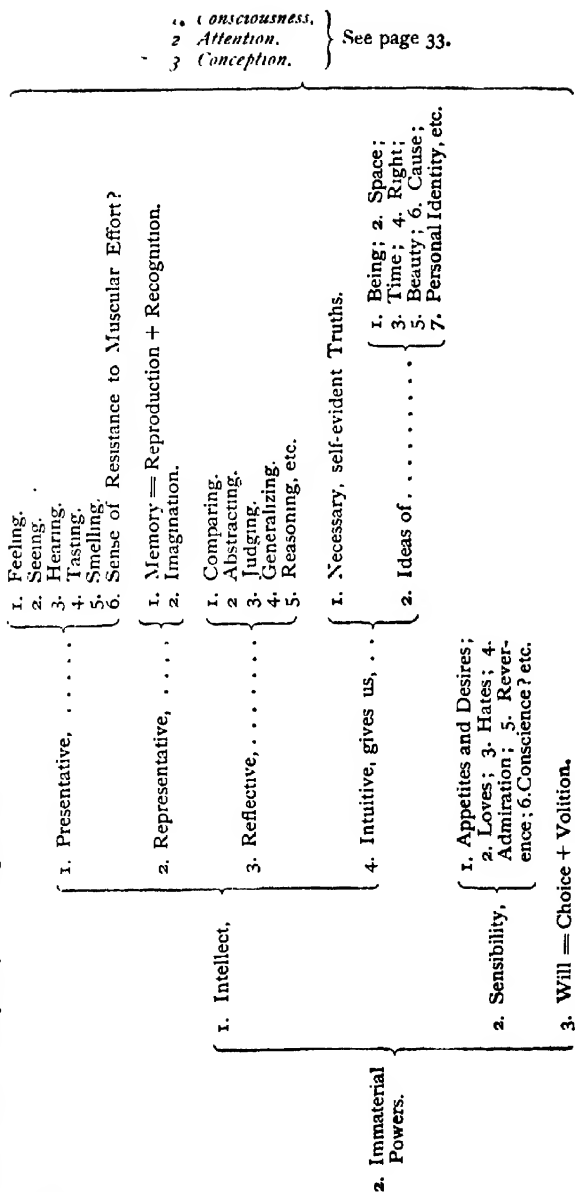 1. Consciousness,
2 Attention,
3 Conception.
See page 33.
1. Feeling.
2. Seeing.
3. Hearing.
4. Tasting.
5. Smelling.
6. Sense of Resistance to Muscular Effort?
1. Presentative, . . . . .
1. Memory = Reproduction + Recognition.
2. Imagination.
2. Representative, . . . .
1. Comparing.
2 Abstracting.
3. Judging.
4. Generalizing.
5. Reasoning, etc.
3. Reflective, . . . . . . .
1. Necessary, self-evident Truths.
4. Intuitive, gives us, . .
2. Ideas of. . . . . . . . . .
1. Being; 2. Space;
3. Time; 4. Right;
5. Beauty; 6. Cause;
7. Personal Identity, etc.
1. Intellect,
2. Sensibility,
1. Appetites and Desires;
2. Loves; 3. Hates; 4.
Admiration; 5. Rever-
ence; 6. Conscience? etc.
3. Will = Choice + Volition.
2. Immaterial
Powers.